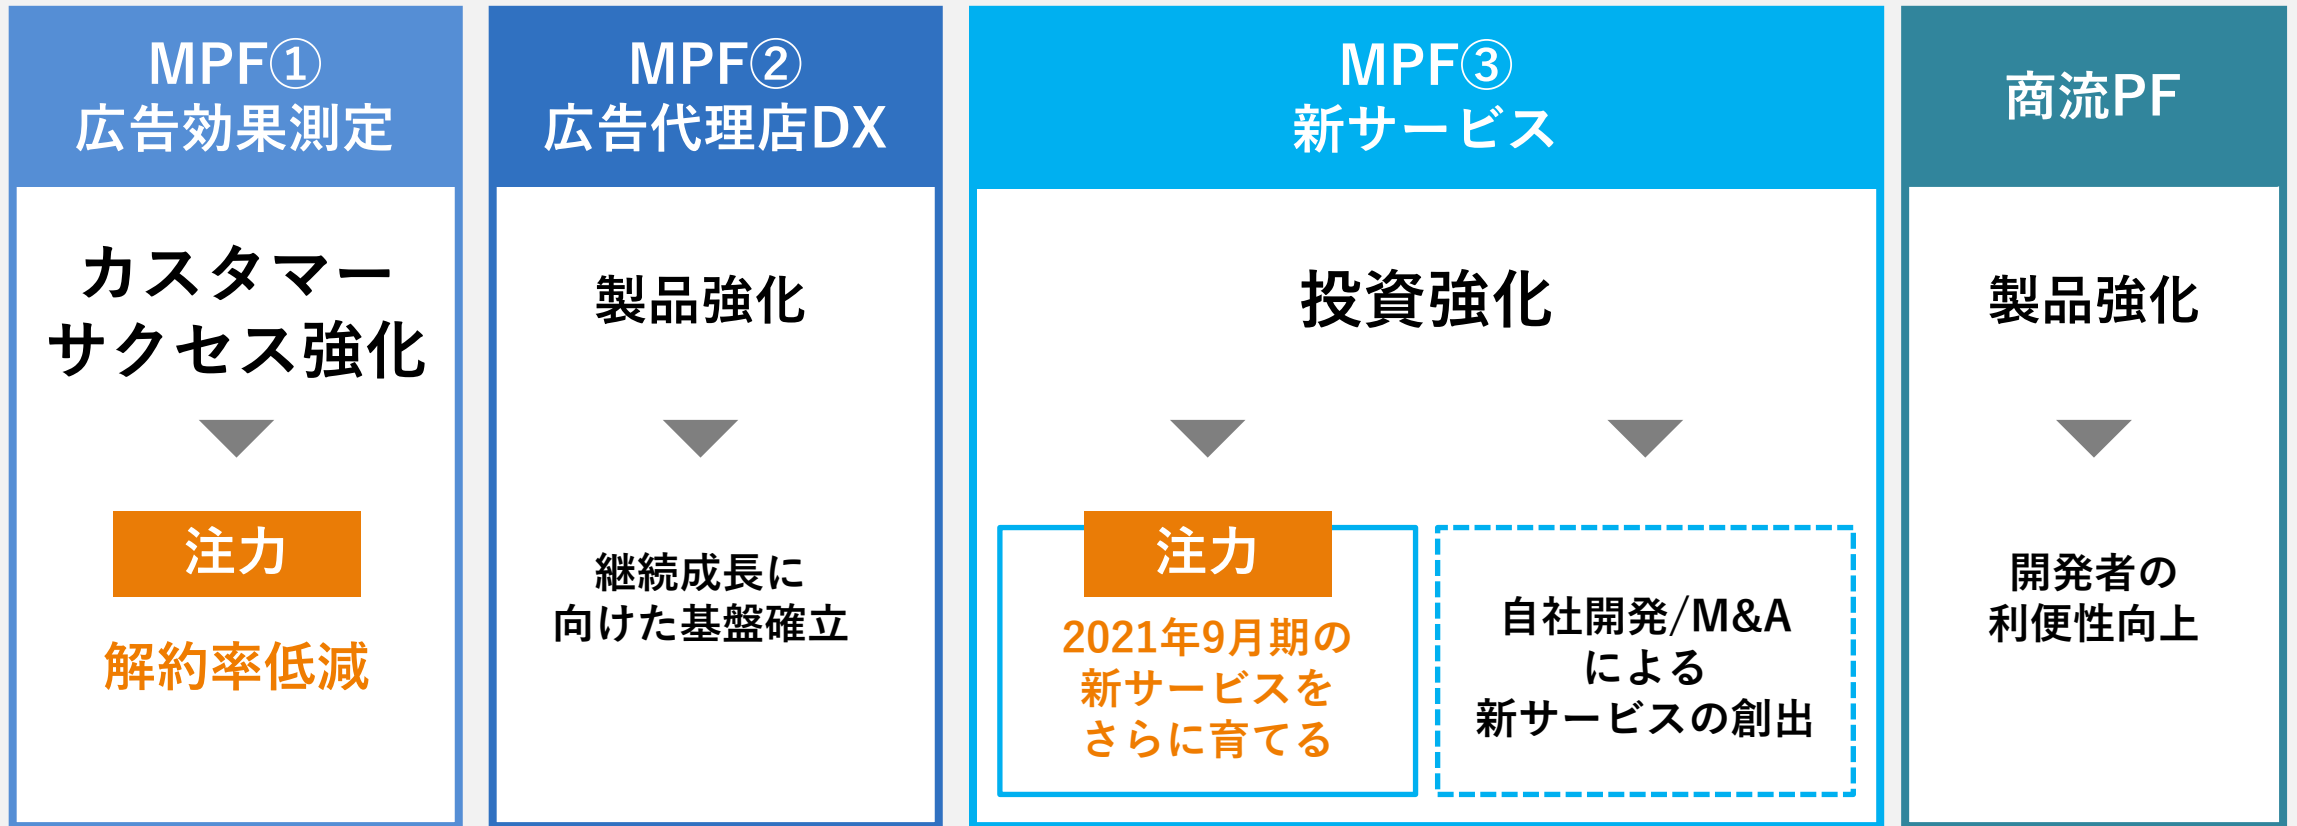 MPF①
広告効果測定
カスタマー
サクセス強化
注力
解約率低減
MPF②
広告代理店DX
製品強化
継続成長に
向けた基盤確立
MPF③
新サービス
投資強化
注力
2021年9月期の
新サービスを
さらに育てる
自社開発/M&A
による
新サービスの創出
商流PF
製品強化
開発者の
利便性向上